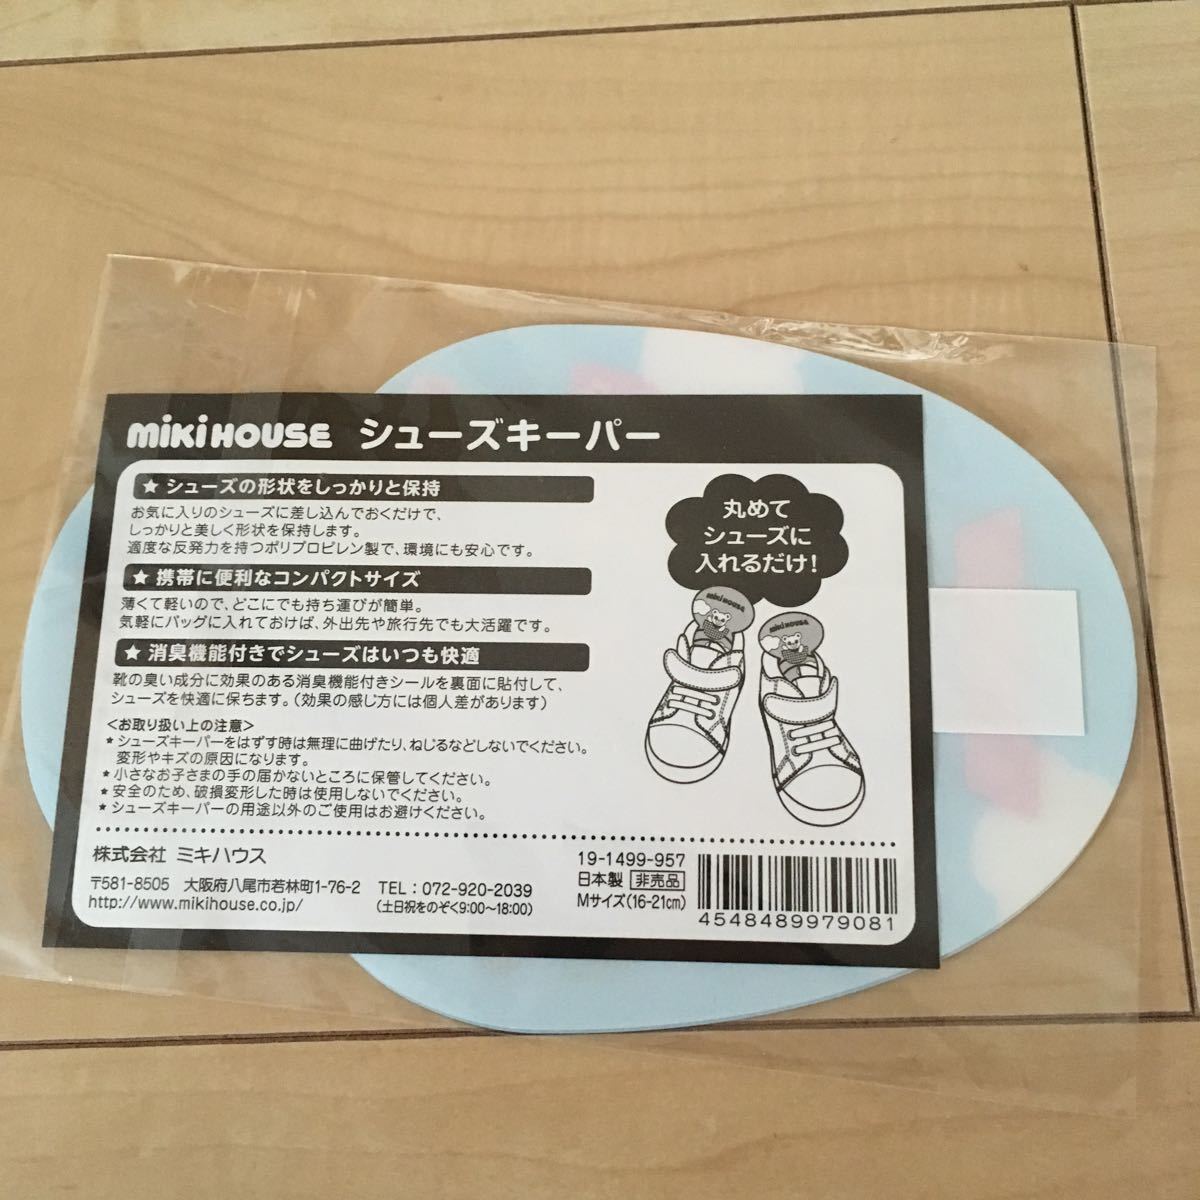 mikiHOUSE シューズキーパー
★ シューズの形状をしっかりと保持
お気に入りのシューズに差し込んでおくだけで、
しっかりと美しく形状を保持します。
適度な反発力を持つポリプロピレン製で、環境にも安心です。
★ 携帯に便利なコンパクトサイズ
薄くて軽いので、どこにでも持ち運びが簡単。
気軽にバッグに入れておけば、外出先や旅行先でも大活躍です。
★ 消臭機能付きでシューズはいつも快適
靴の臭い成分に効果のある消臭機能付きシールを裏面に貼付して、
シューズを快適に保ちます。(効果の感じ方には個人差があります)
<お取り扱い上の注意>
★シューズキーパーをはずす時は無理に曲げたり、ねじるなどしないでください。
変形やキズの原因になります。
★小さなお子さまの手の届かないところに保管してください。
★安全のため、破損変形した時は使用しないでください。
★シューズキーパーの用途以外のご使用はお避けください。
丸めて
シューズに
入れるだけ!
mikiHOUSE
mikiHOUSE
株式会社 ミキハウス
〒581-8505 大阪府八尾市若林町1-76-2 TEL:072-920-2039
http://www.mikihouse.co.jp/ (土日祝をのぞく9:00〜18:00)
19-1499-957
日本製 非売品
Mサイズ(16-21cm)
4548489979081